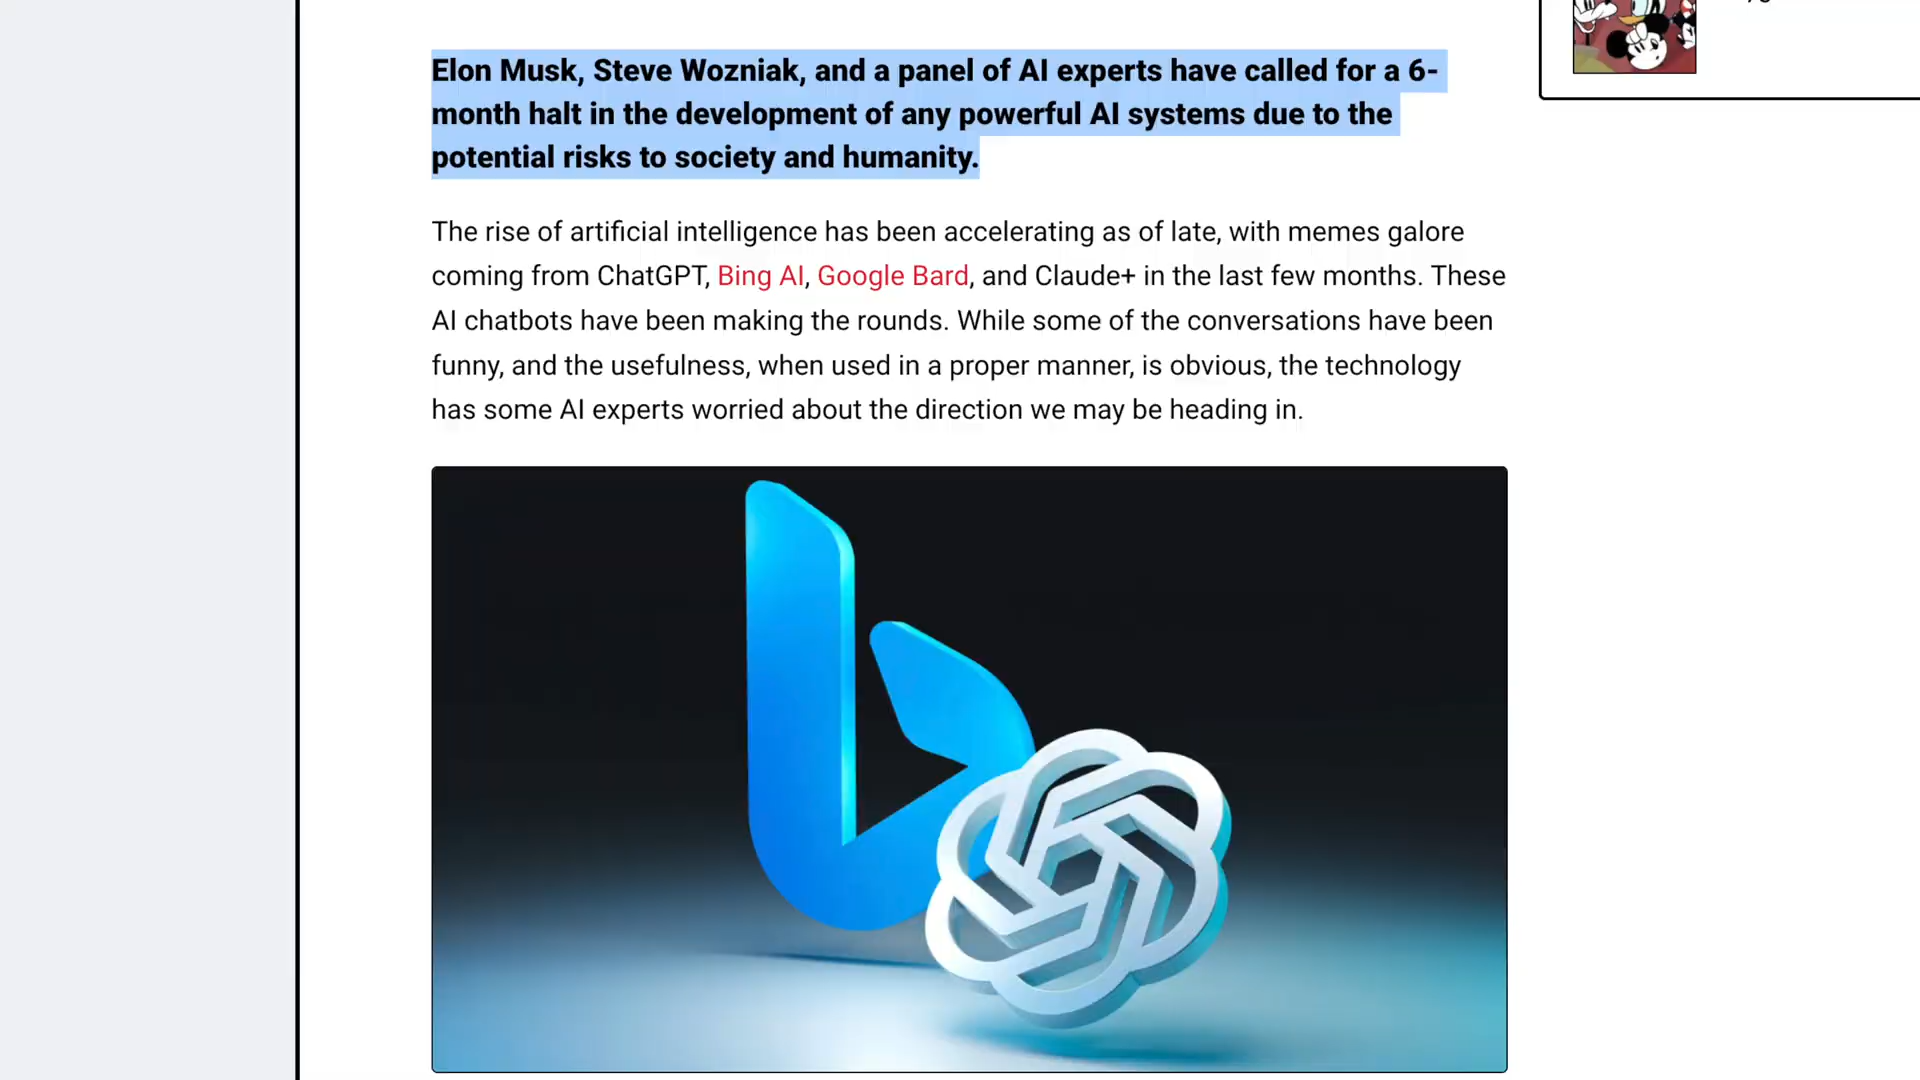 Elon Musk, Steve Wozniak, and a panel of AI experts have called for a 6-
month halt in the development of any powerful AI systems due to the
potential risks to society and humanity.
The rise of artificial intelligence has been accelerating as of late, with memes galore
coming from ChatGPT, Bing AI, Google Bard, and Claude+ in the last few months. These
AI chatbots have been making the rounds. While some of the conversations have been
funny, and the usefulness, when used in a proper manner, is obvious, the technology
has some AI experts worried about the direction we may be heading in.